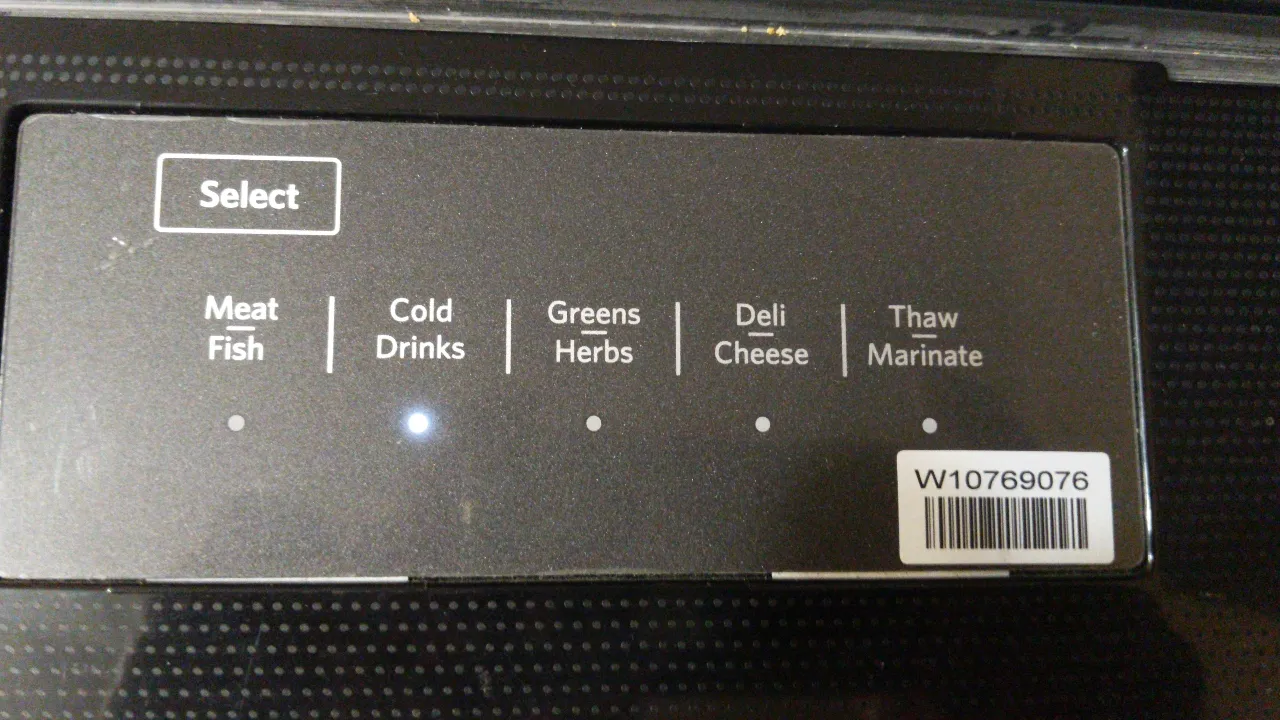 Select
Meat
Fish
Cold
Drinks
Greens
Herbs
Deli
Cheese
Thaw
Marinate
W10769076